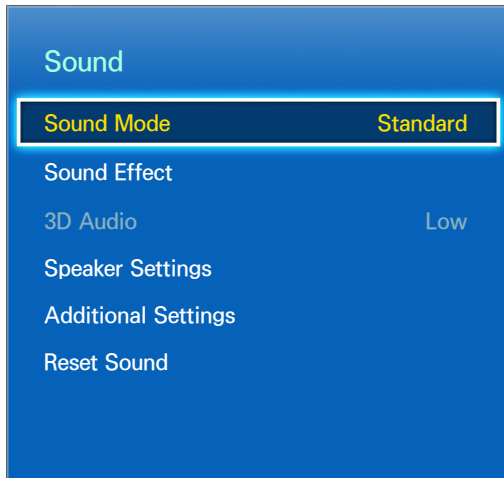 Sound
Sound Mode Standard
Sound Effect
3D Audio Low
Speaker Settings
Additional Settings
Reset Sound